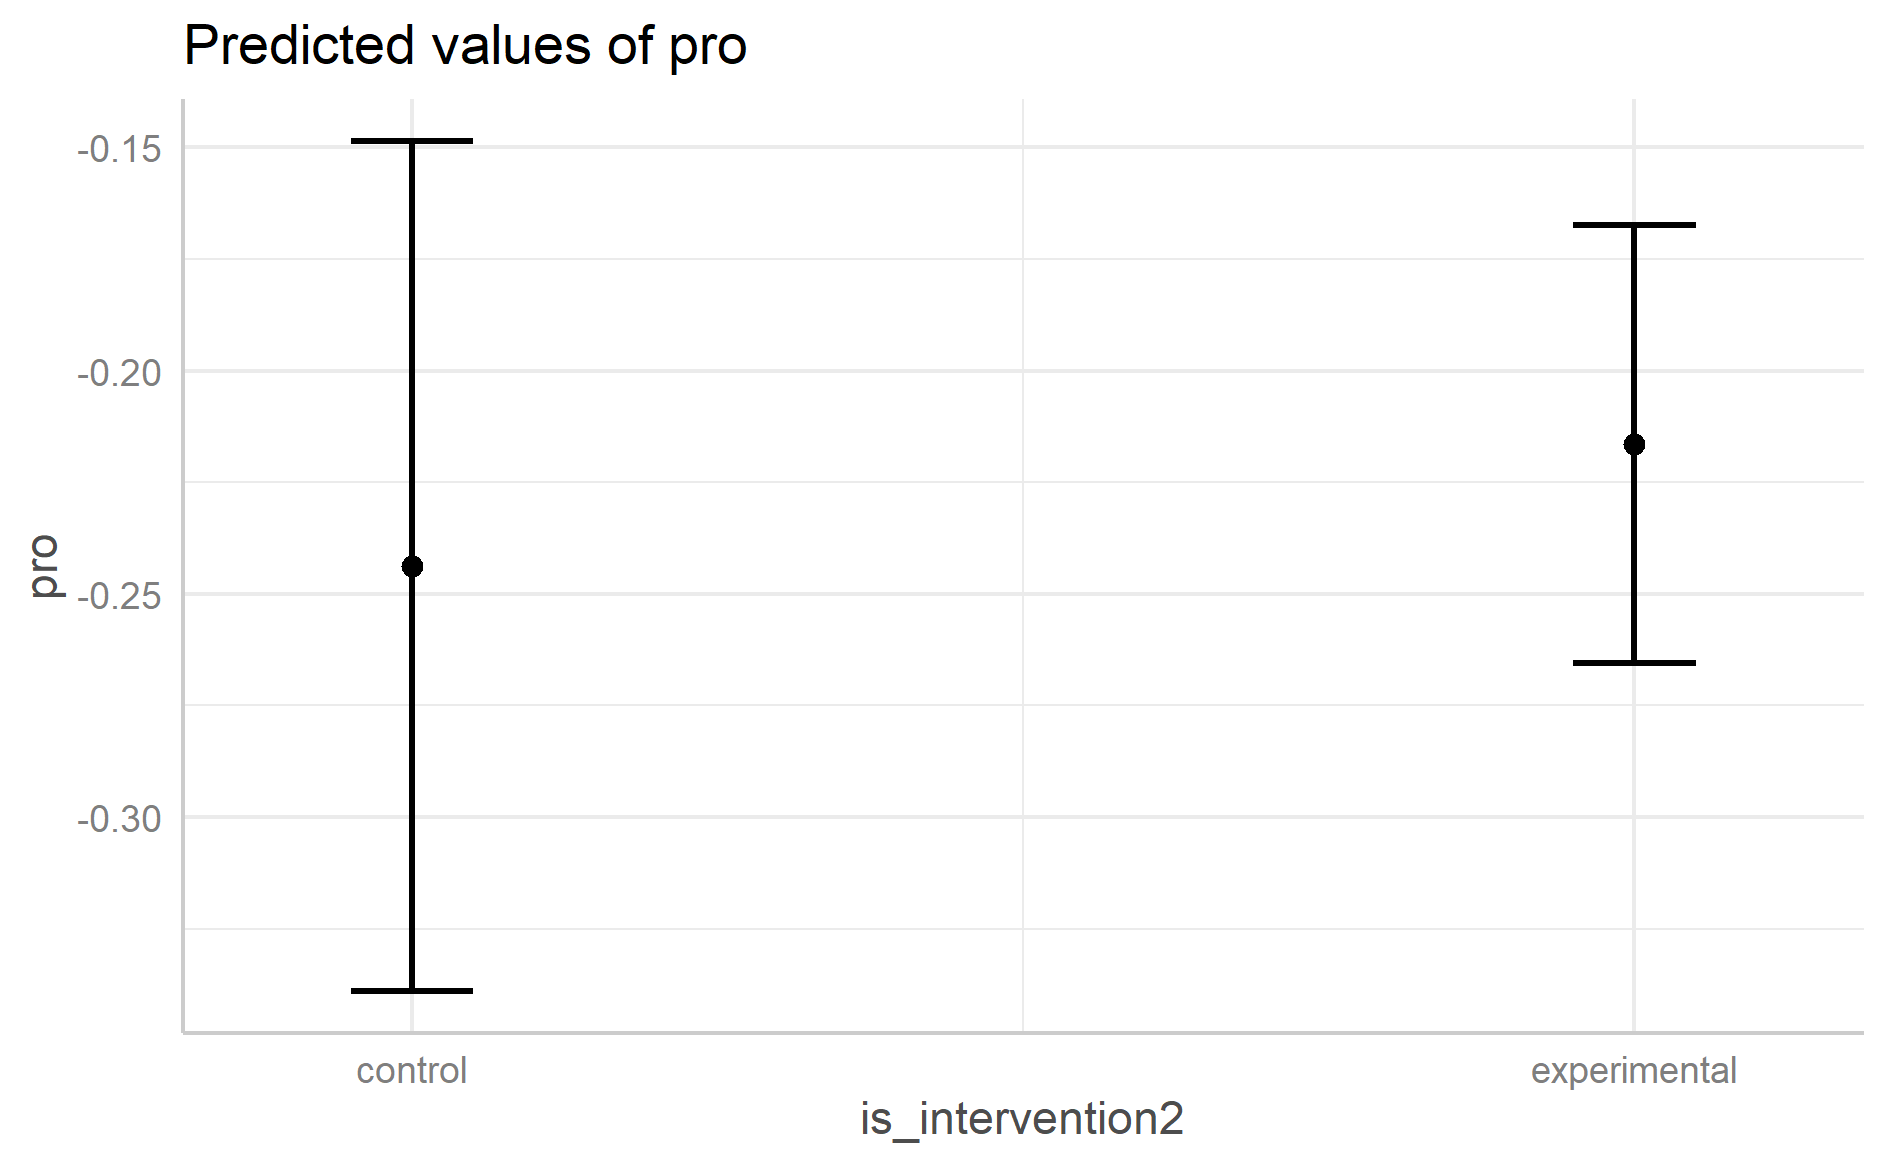 Predicted values of pro
-0.15
-0.20
-0.25
-0.30
pro
control
experimental
is_intervention2